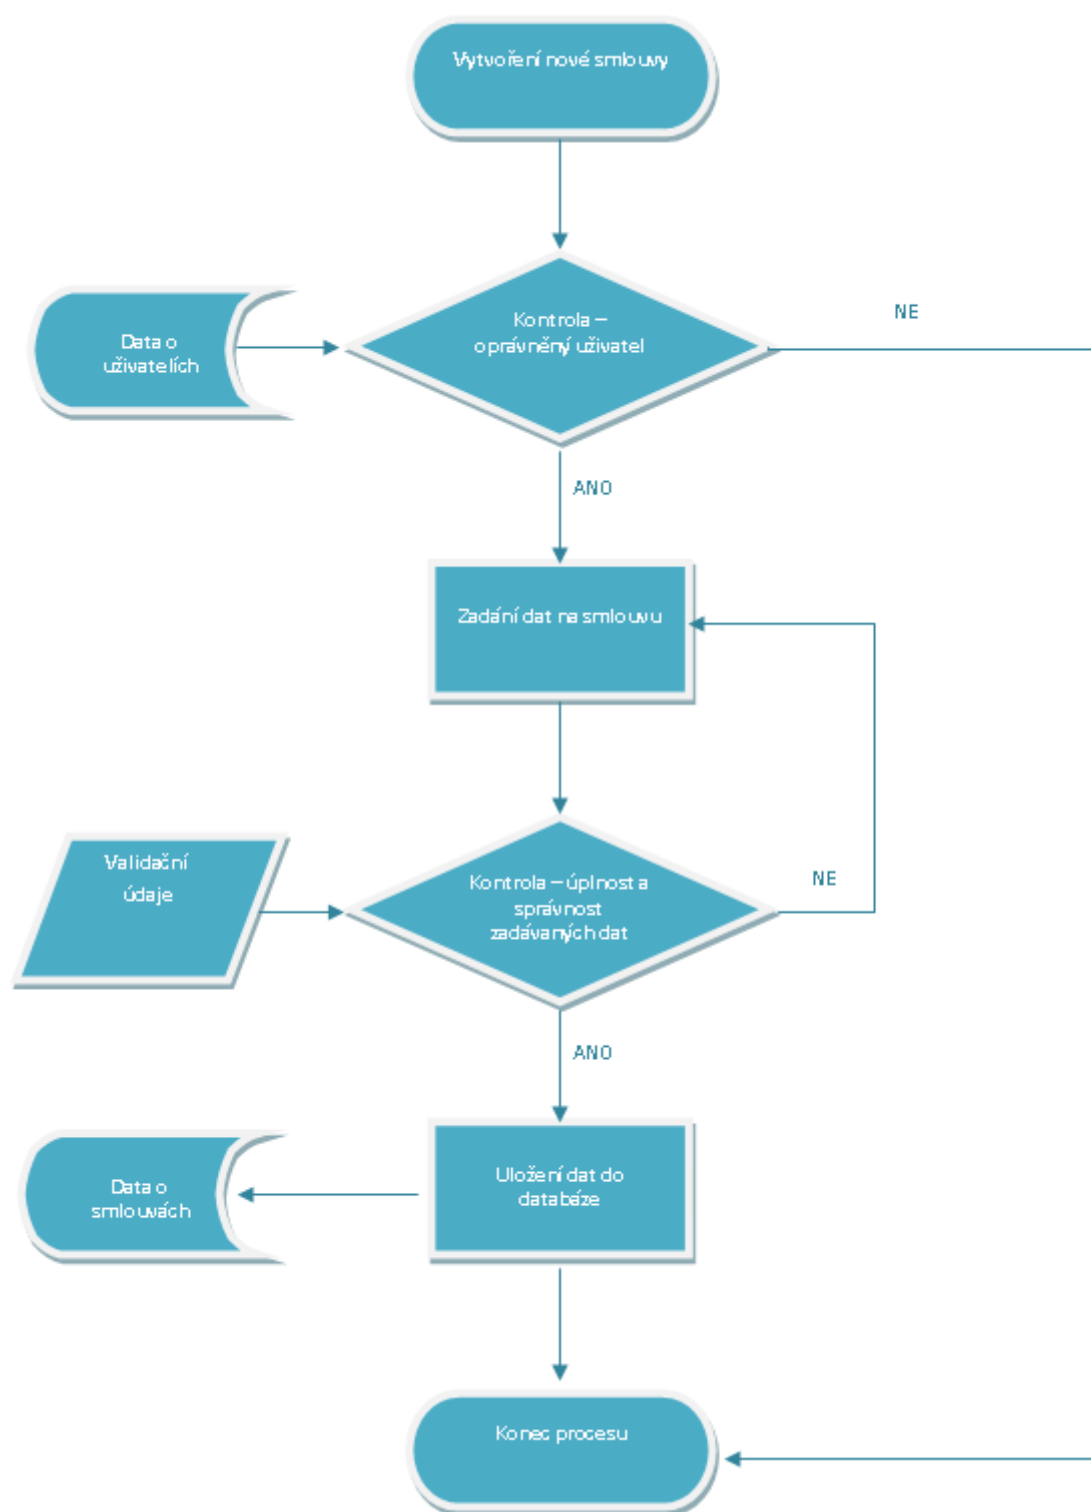 Vytvoření nové smlouvy
Kontrola –
oprávněný uživatel
NE
Data o
uživatelích
ANO
Zadání dat na smlouvu
Validační
údaje
Kontrola – úplnost a
správnost
zadávaných dat
NE
ANO
Uložení dat do
databáze
Data o
smlouvách
Konec procesu